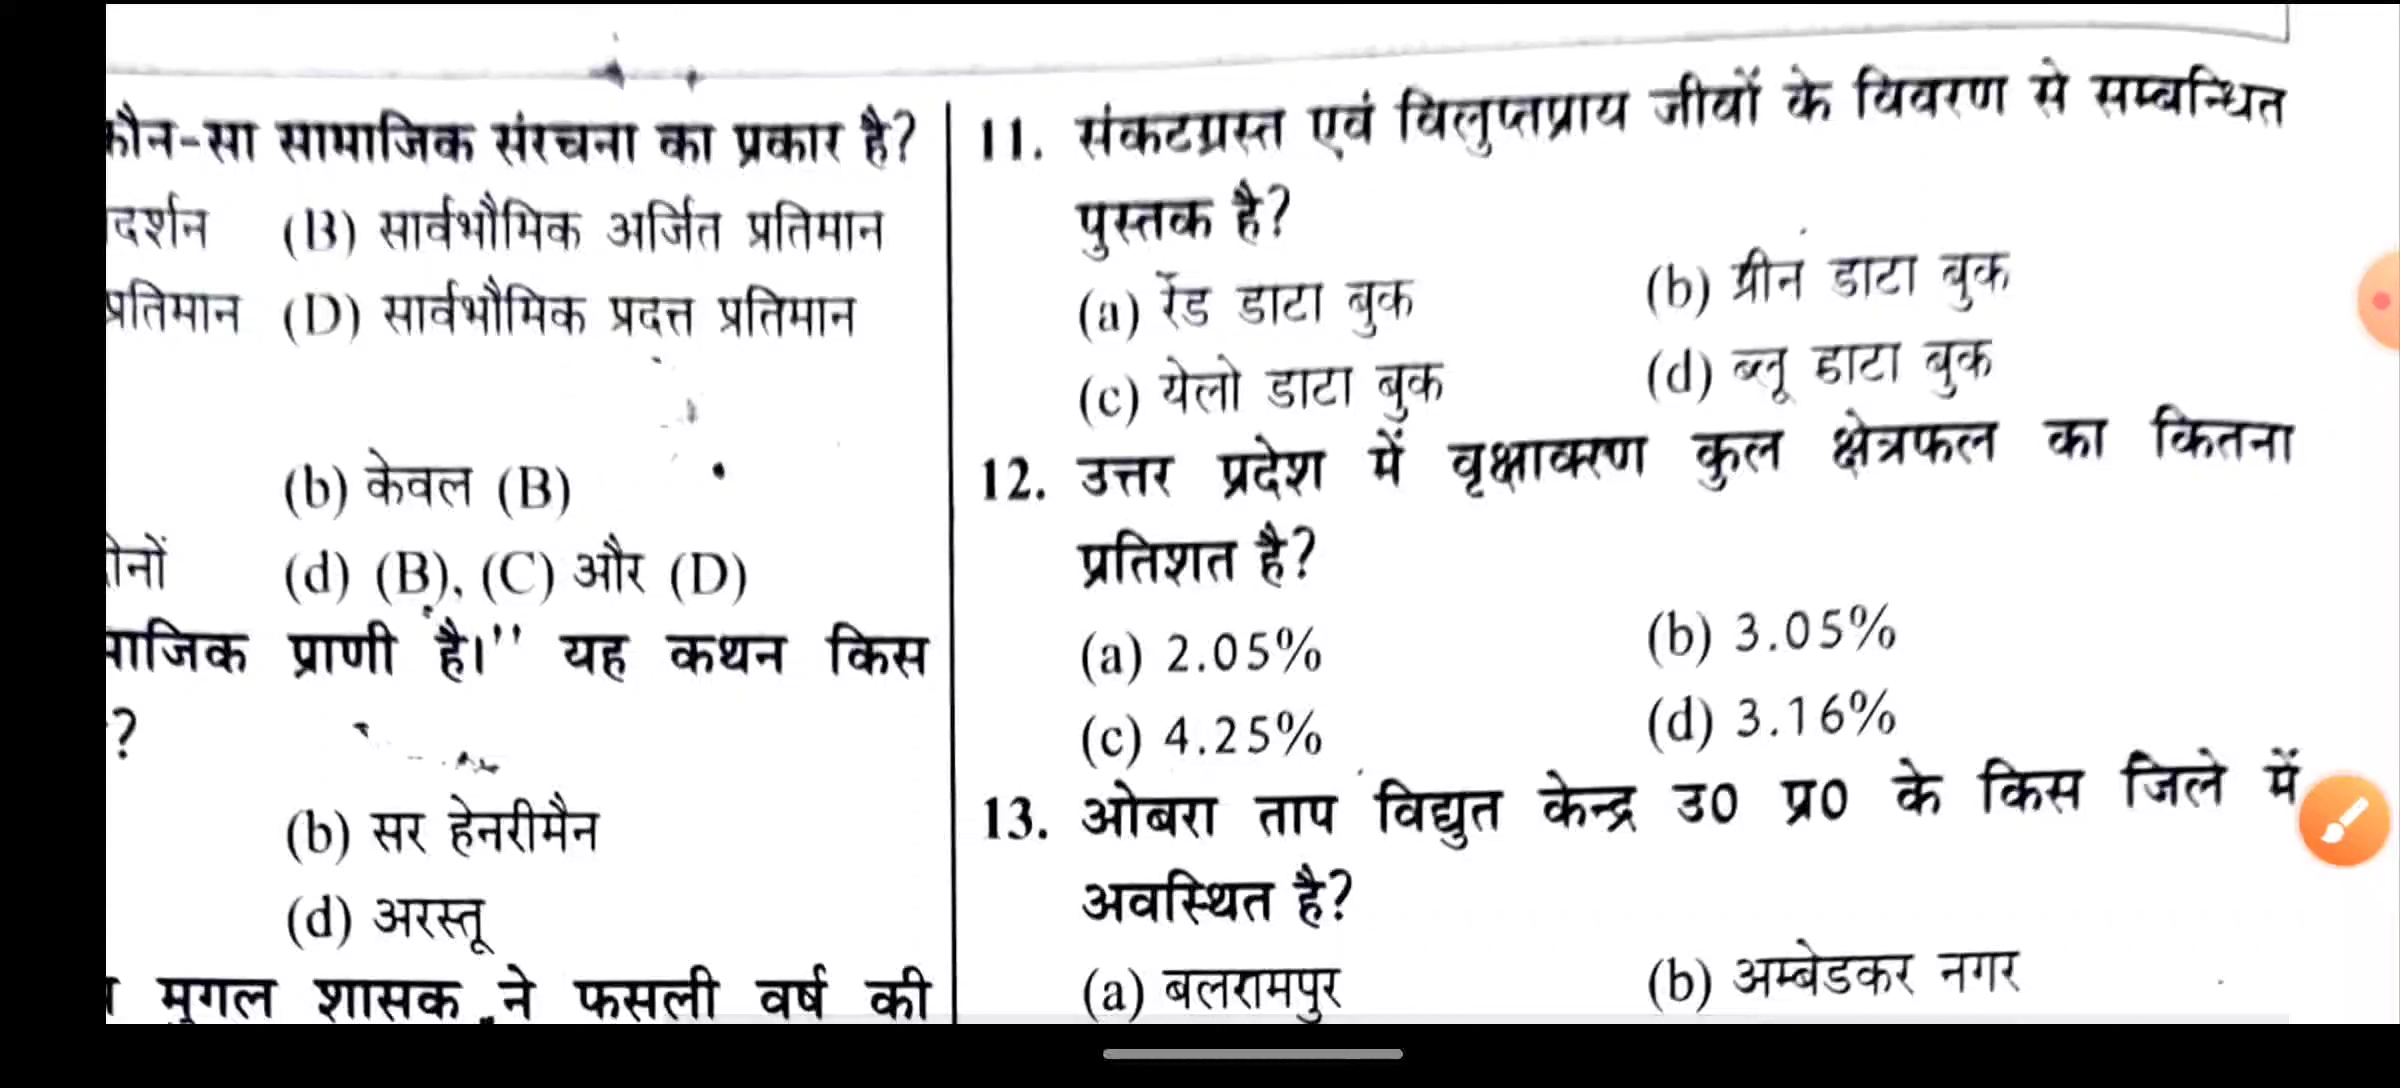 कौन-सा सामाजिक संरचना का प्रकार है?
दर्शन (B) सार्वभौमिक अर्जित प्रतिमान
प्रतिमान (D) सार्वभौमिक प्रदत्त प्रतिमान
(b) केवल (B)
(d) (B), (C) और (D)
प्राणी है।'' यह कथन किस
?
(b) सर हेनरीमैन
(d) अरस्तू
मुगल शासक ने फसली वर्ष की
11. संकटग्रस्त एवं विलुप्तप्राय जीवों के विवरण से सम्बन्धित
पुस्तक है?
(a) रेड डाटा बुक (b) ग्रीन डाटा बुक
(c) येलो डाटा बुक (d) ब्लू डाटा बुक
12. उत्तर प्रदेश में वृक्षावरण कुल क्षेत्रफल का कितना
प्रतिशत है?
(a) 2.05% (b) 3.05%
(c) 4.25% (d) 3.16%
13. ओबरा ताप विद्युत केन्द्र उ0 प्र0 के किस जिले में
अवस्थित है?
(a) बलरामपुर (b) अम्बेडकर नगर